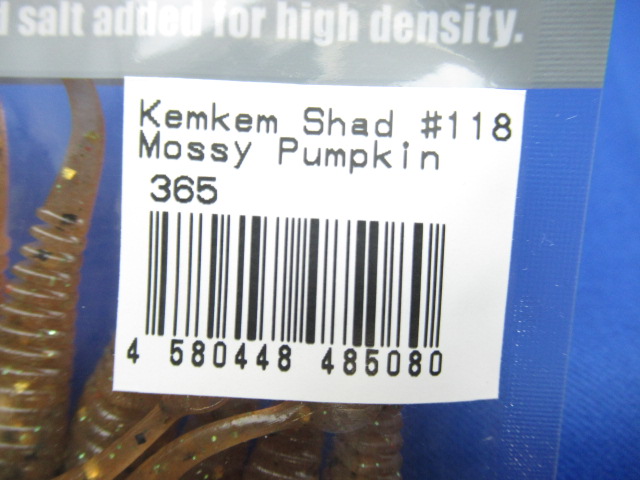 salt added for high density.
Kemkem Shad #118
Mossy Pumpkin
365
4 580448 485080